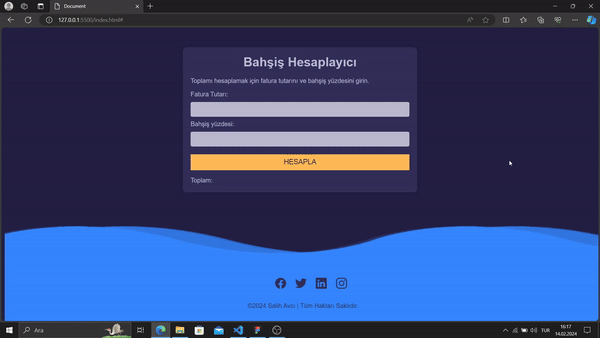 Document
127.0.0.1:5500/index.html#
Bahşiş Hesaplayıcı
Toplamı hesaplamak için fatura tutarını ve bahşiş yüzdesini girin.
Fatura Tutarı:
Bahşiş yüzdesi:
HESAPLA
Toplam:
©2024 Salih Avcı | Tüm Hakları Saklıdır.
Ara
TUR
16:17
14.02.2024